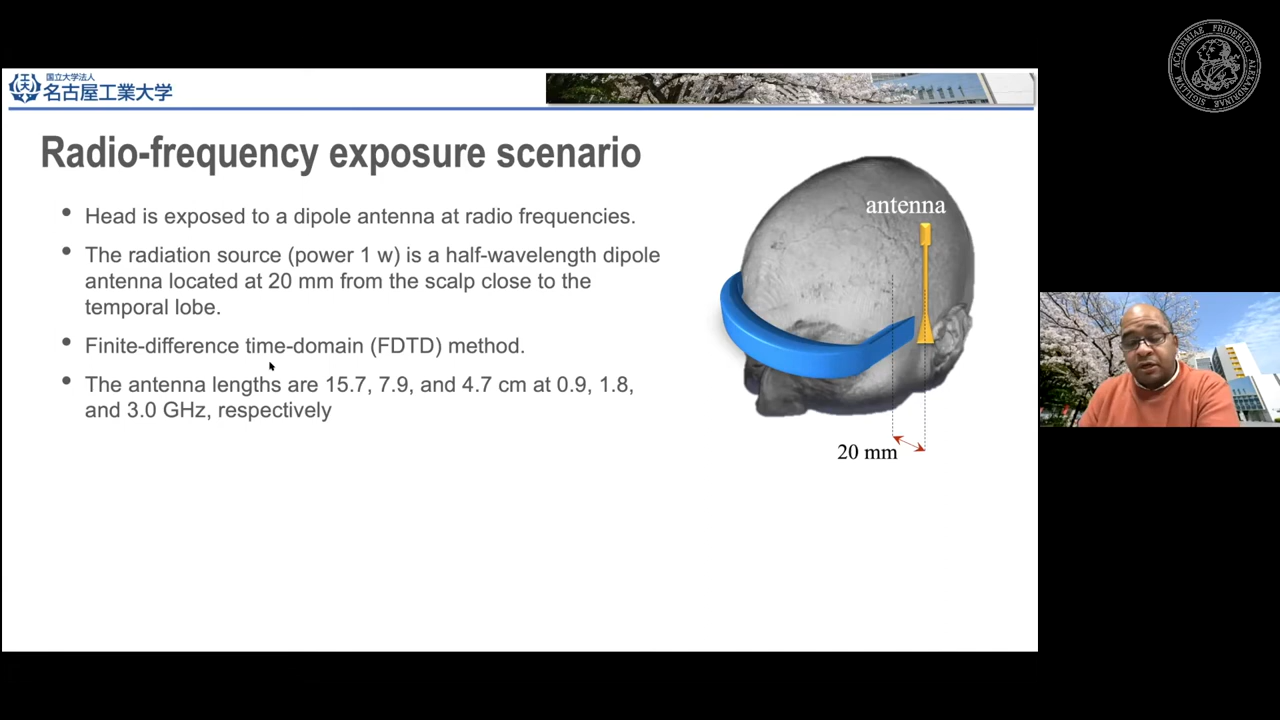 国立大学法人
名古屋工業大学
Radio-frequency exposure scenario
• Head is exposed to a dipole antenna at radio frequencies.
• The radiation source (power 1 w) is a half-wavelength dipole
antenna located at 20 mm from the scalp close to the
temporal lobe.
• Finite-difference time-domain (FDTD) method.
• The antenna lengths are 15.7, 7.9, and 4.7 cm at 0.9, 1.8,
and 3.0 GHz, respectively
antenna
20 mm
ACADEMIAE FRIDERICO ALEXANDRINAE SIGILLVM